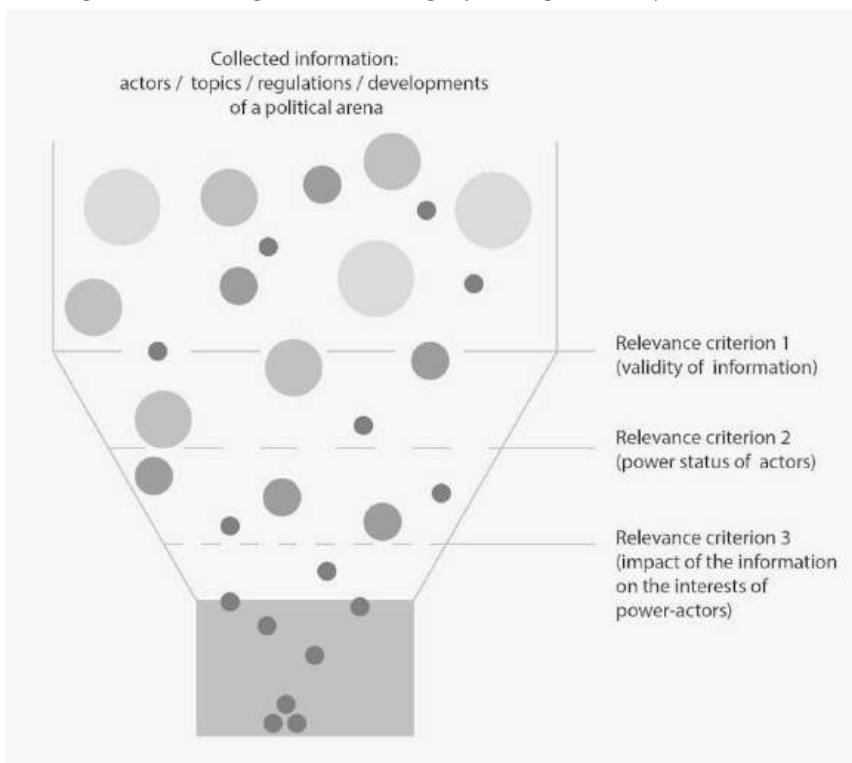 Collected information:
actors / topics / regulations / developments
of a political arena
Relevance criterion 1
(validity of information)
Relevance criterion 2
(power status of actors)
Relevance criterion 3
(impact of the information
on the interests of
power-actors)